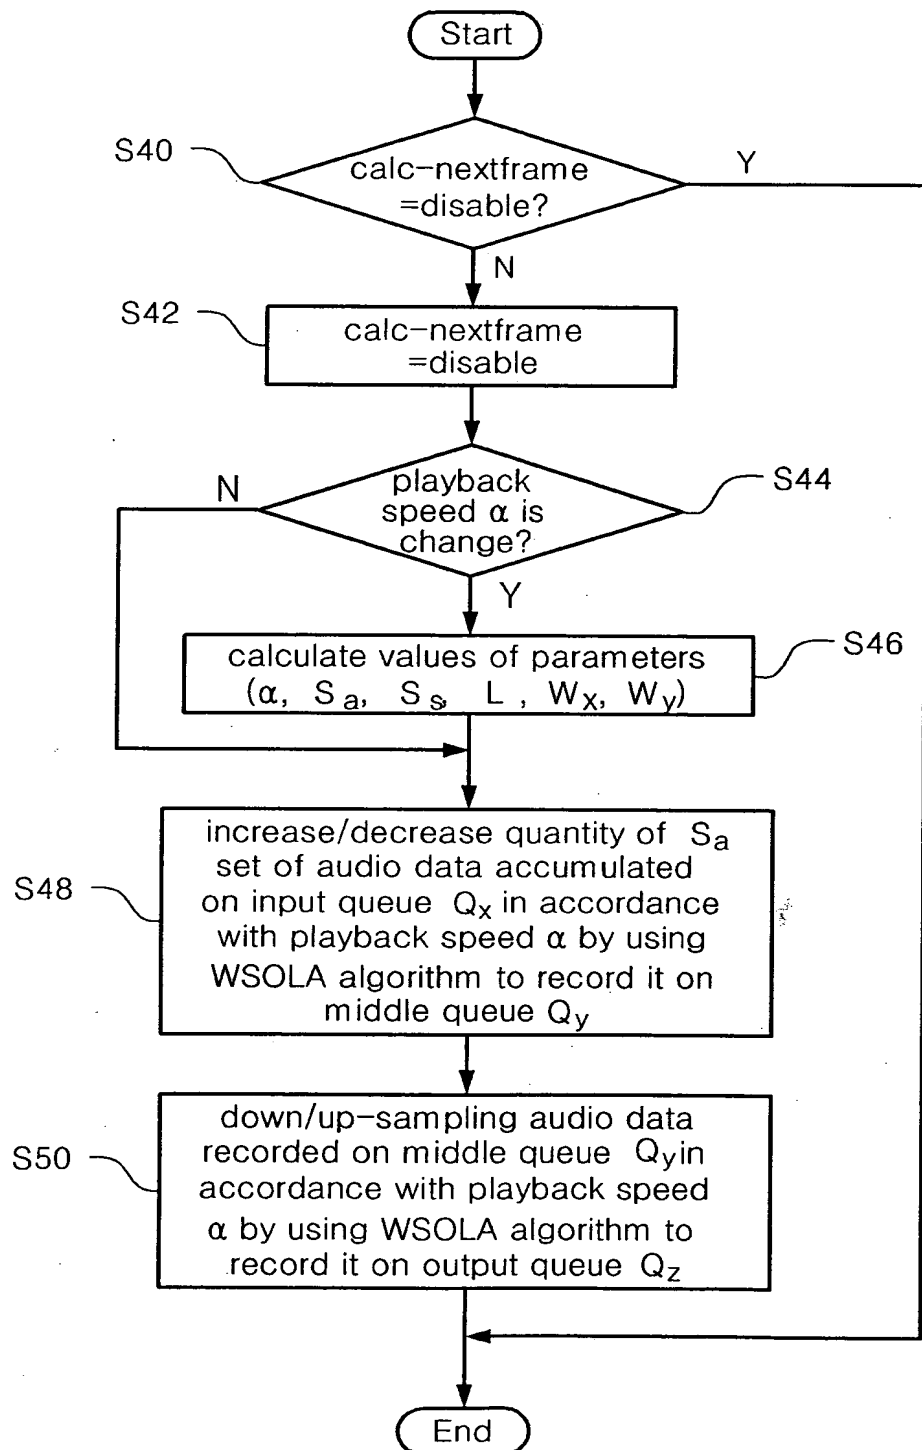 Start
S40
calc-nextframe
=disable?
Y
N
S42
calc-nextframe
=disable
N
playback
speed α is
change?
S44
Y
S46
calculate values of parameters
(α, Sa, Ss, L , Wx, Wy)
S48
increase/decrease quantity of Sa
set of audio data accumulated
on input queue Qx in accordance
with playback speed α by using
WSOLA algorithm to record it on
middle queue Qy
S50
down/up-sampling audio data
recorded on middle queue Qy in
accordance with playback speed
α by using WSOLA algorithm to
record it on output queue Qz
End